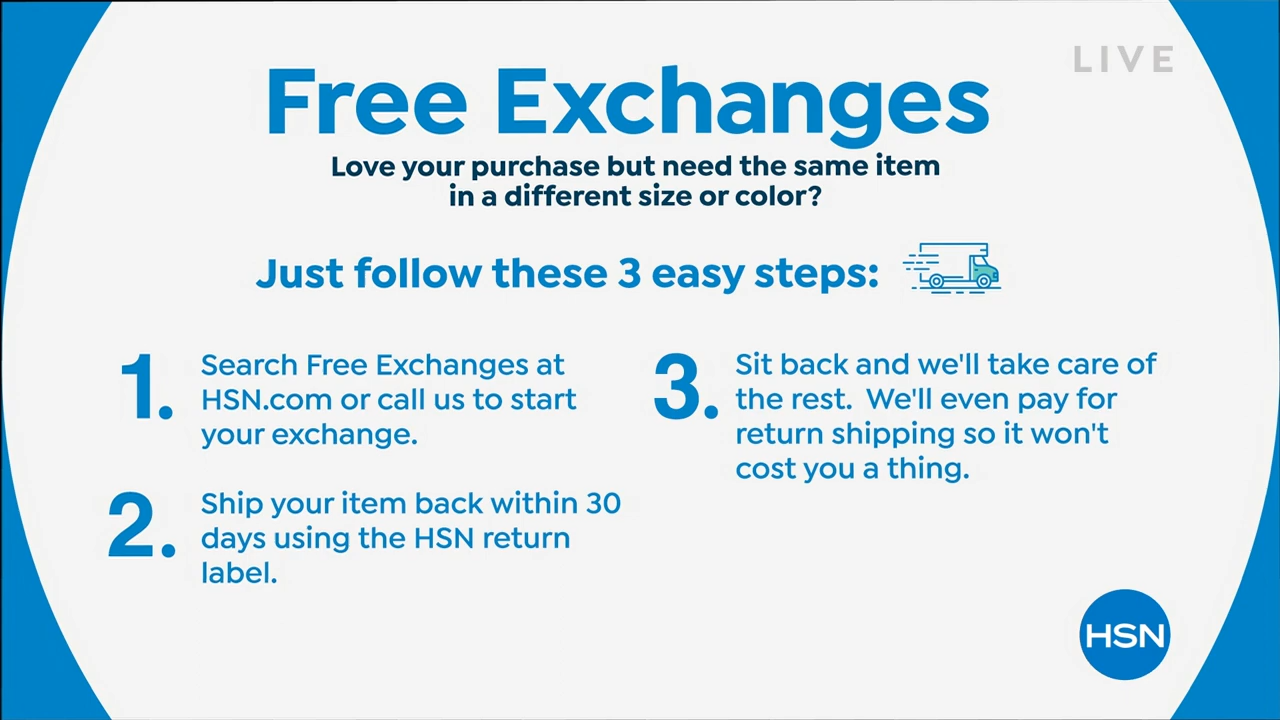 LIVE
Free Exchanges
Love your purchase but need the same item
in a different size or color?
Just follow these 3 easy steps:
1. Search Free Exchanges at
HSN.com or call us to start
your exchange.
2. Ship your item back within 30
days using the HSN return
label.
3. Sit back and we'll take care of
the rest.  We'll even pay for
return shipping so it won't
cost you a thing.
HSN